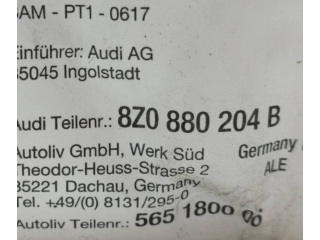 BAM - PT1 - 0617
Einführer: Audi AG
85045 Ingolstadt
Audi Teilenr.: 8Z0 880 204 B
Autoliv GmbH, Werk Süd
Theodor-Heuss-Strasse 2
85221 Dachau, Germany
Tel. +49/(0) 8131/295-0
Germany
ALE
Autoliv Teilenr.: 565 1800 00